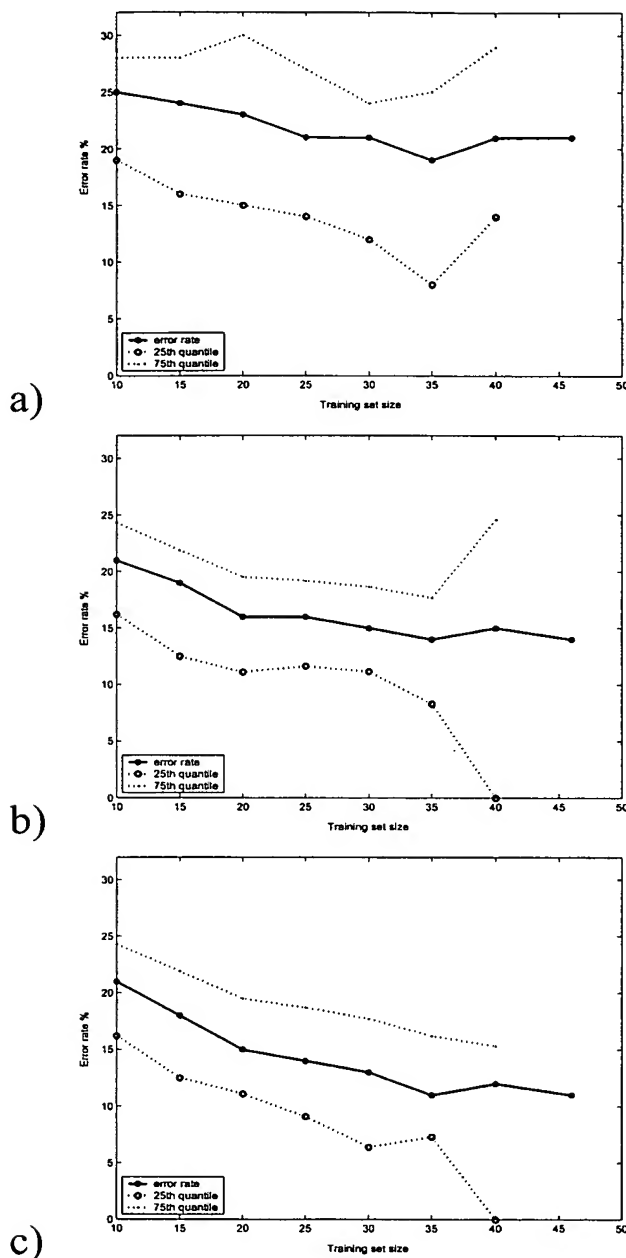 30
25
20
15
10
5
0
Error rate %
error rate
25th quantile
75th quantile
10 15 20 25 30 35 40 45 50
Training set size
a)
30
25
20
15
10
5
0
Error rate %
error rate
25th quantile
75th quantile
10 15 20 25 30 35 40 45 50
Training set size
b)
30
25
20
15
10
5
0
Error rate %
error rate
25th quantile
75th quantile
10 15 20 25 30 35 40 45 50
Training set size
c)